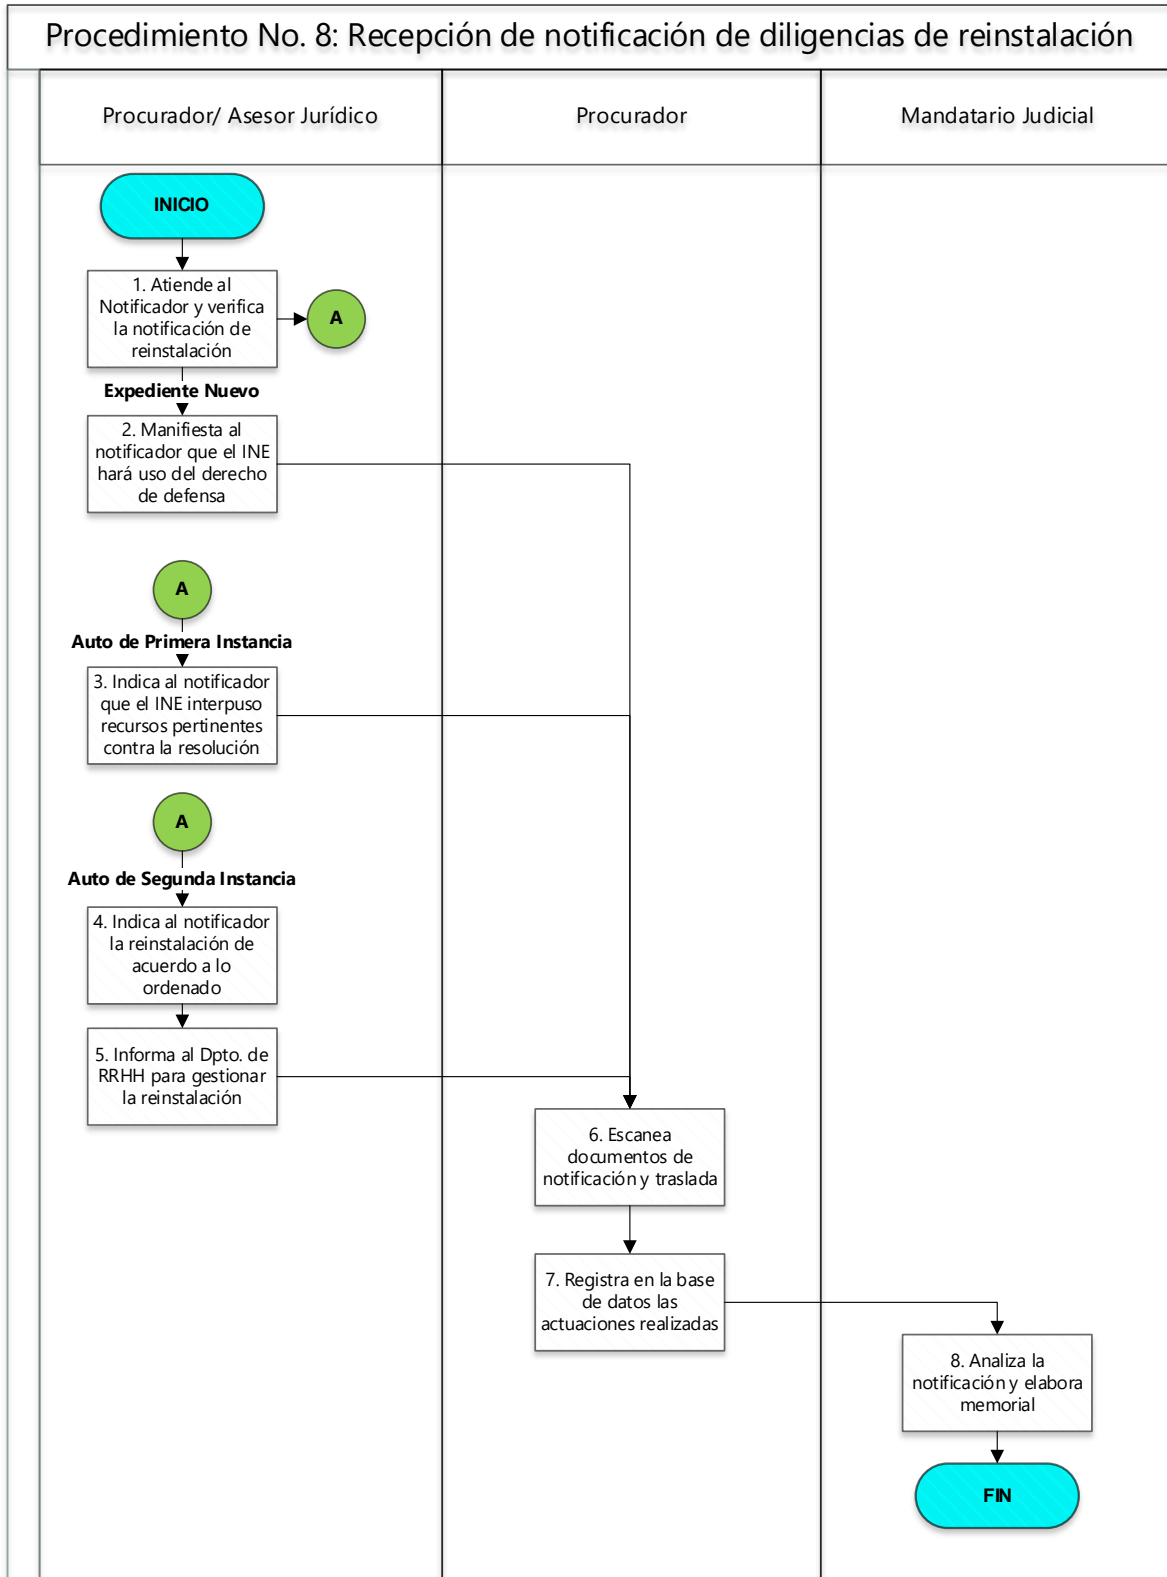 Procedimiento No. 8: Recepción de notificación de diligencias de reinstalación
Procurador/ Asesor Jurídico
Procurador
Mandatario Judicial
INICIO
1. Atiende al
Notificador y verifica
la notificación de
reinstalación
A
Expediente Nuevo
2. Manifiesta al
notificador que el INE
hará uso del derecho
de defensa
A
Auto de Primera Instancia
3. Indica al notificador
que el INE interpuso
recursos pertinentes
contra la resolución
A
Auto de Segunda Instancia
4. Indica al notificador
la reinstalación de
acuerdo a lo
ordenado
5. Informa al Dpto. de
RRHH para gestionar
la reinstalación
6. Escanea
documentos de
notificación y traslada
7. Registra en la base
de datos las
actuaciones realizadas
8. Analiza la
notificación y elabora
memorial
FIN